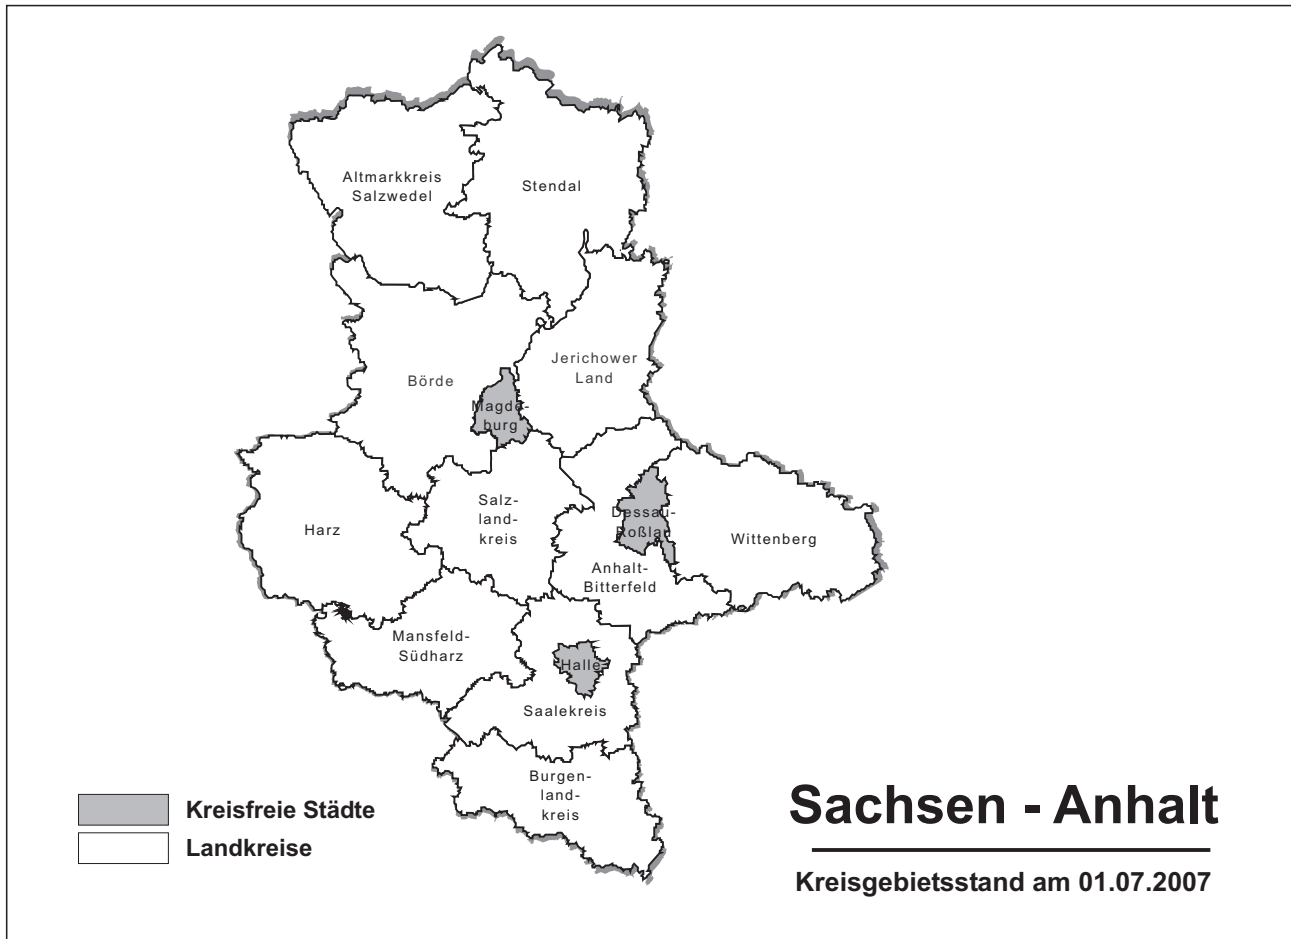 Altmarkkreis
Salzwedel
Stendal
Börde
Jerichower
Land
Magde-
burg
Harz
Salz-
land-
kreis
Dessau-
Roßlau
Wittenberg
Anhalt-
Bitterfeld
Mansfeld-
Südharz
Halle
Saalekreis
Burgen-
land-
kreis
Kreisfreie Städte
Landkreise
Sachsen - Anhalt
Kreisgebietsstand am 01.07.2007